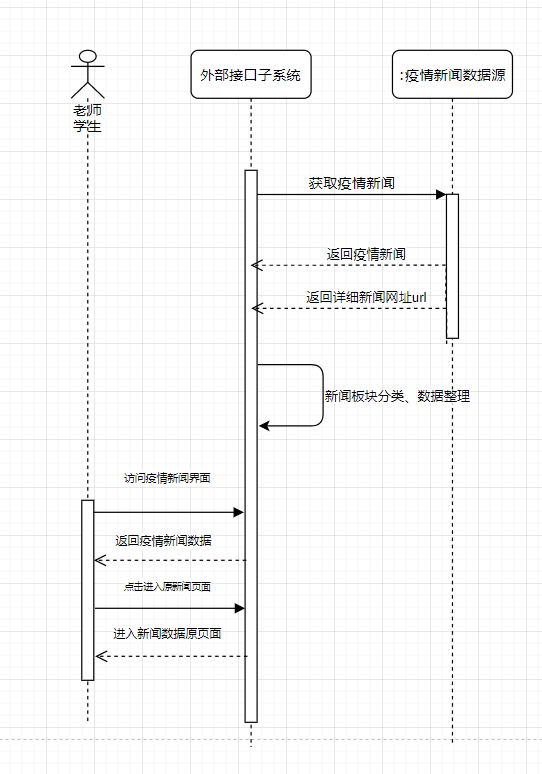 外部接口子系统
:疫情新闻数据源
老师
学生
获取疫情新闻
返回疫情新闻
返回详细新闻网址url
新闻板块分类、数据整理
访问疫情新闻界面
返回疫情新闻数据
点击进入原新闻页面
进入新闻数据原页面